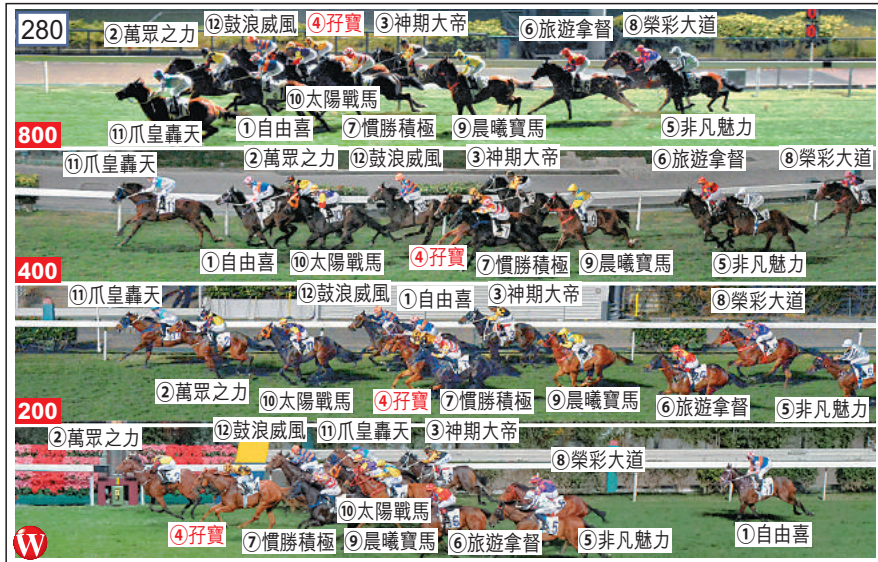 280
②萬眾之力 ⑫鼓浪威風 ④孖寶 ③神期大帝 ⑥旅遊拿督 ⑧榮彩大道
⑩太陽戰馬
800 ⑪爪皇轟天 ①自由喜 ⑦慣勝積極 ⑨晨曦寶馬 ⑤非凡魅力
⑪爪皇轟天 ②萬眾之力 ⑫鼓浪威風 ③神期大帝 ⑥旅遊拿督 ⑧榮彩大道
400 ①自由喜 ⑩太陽戰馬 ④孖寶 ⑦慣勝積極 ⑨晨曦寶馬 ⑤非凡魅力
⑪爪皇轟天 ⑫鼓浪威風 ①自由喜 ③神期大帝 ⑧榮彩大道
200 ②萬眾之力 ⑩太陽戰馬 ④孖寶 ⑦慣勝積極 ⑨晨曦寶馬 ⑥旅遊拿督 ⑤非凡魅力
②萬眾之力 ⑫鼓浪威風 ⑪爪皇轟天 ③神期大帝
⑧榮彩大道
⑩太陽戰馬
W ④孖寶 ⑦慣勝積極 ⑨晨曦寶馬 ⑥旅遊拿督 ⑤非凡魅力 ①自由喜